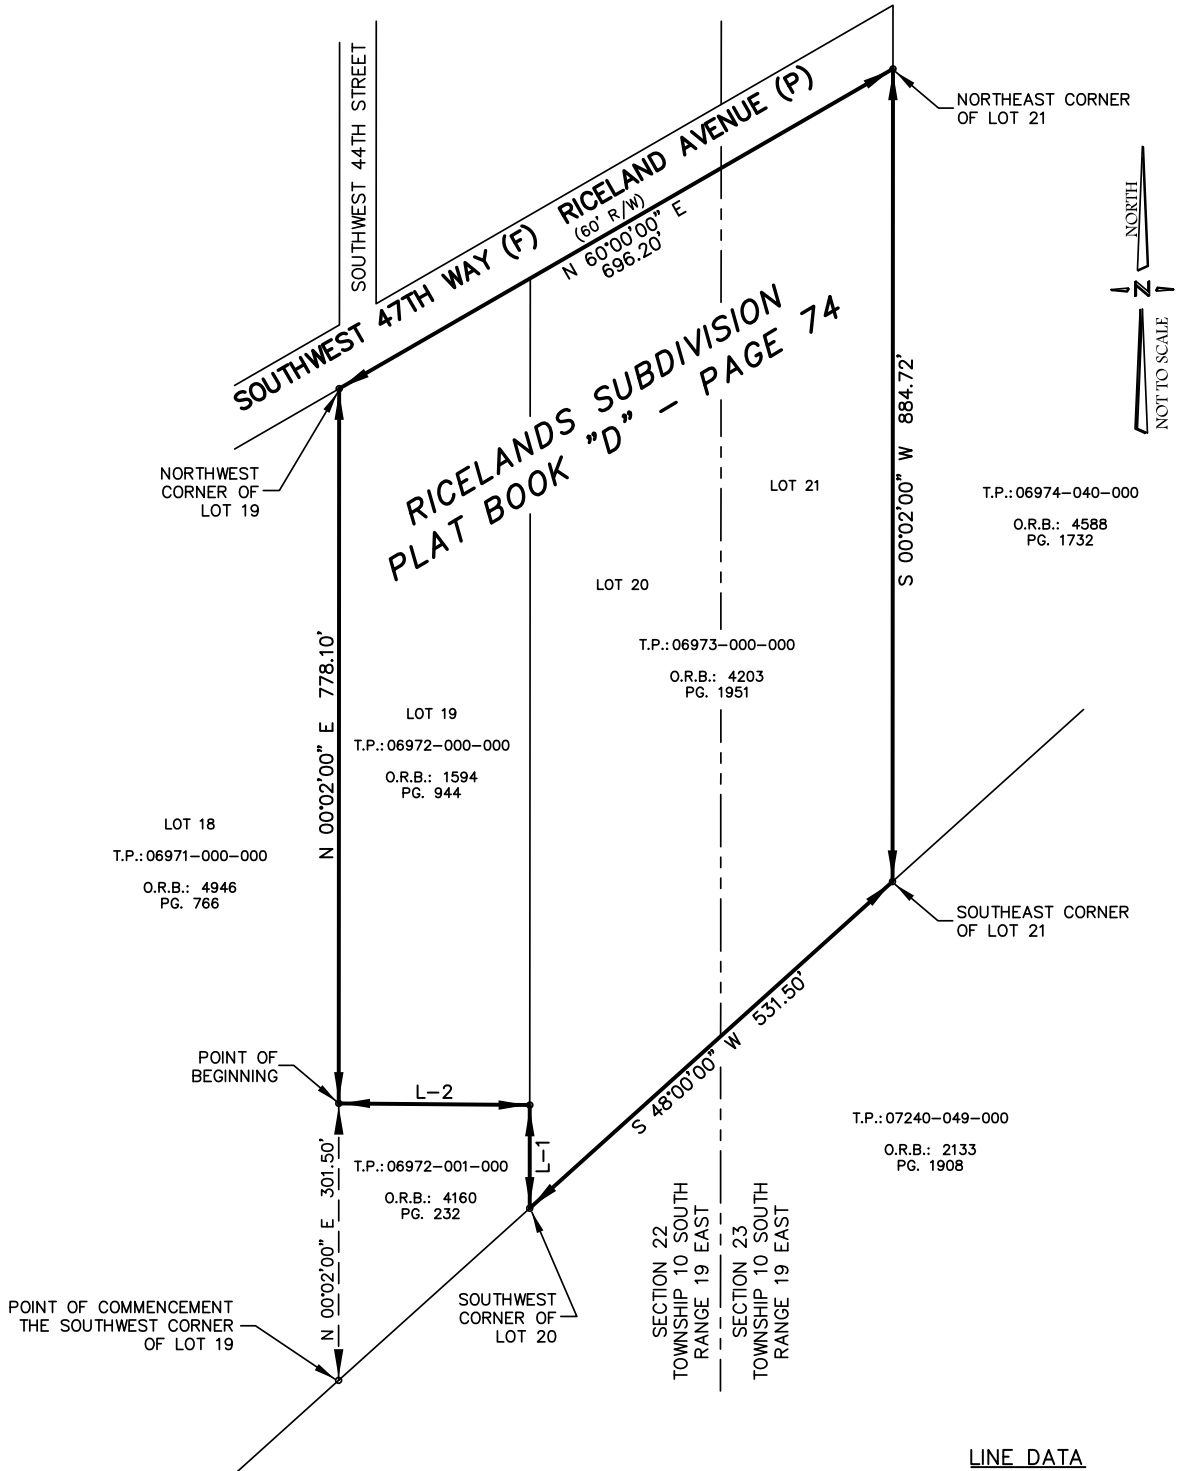 SOUTHWEST 44TH STREET
SOUTHWEST 47TH WAY (F) RICELAND AVENUE (P)
(60' R/W)
N 60°00'00" E
696.20'
NORTHEAST CORNER
OF LOT 21
NORTH
N
NOT TO SCALE
RICELANDS SUBDIVISION
PLAT BOOK "D" - PAGE 74
NORTHWEST
CORNER OF
LOT 19
S 00°02'00" W 884.72'
LOT 21
T.P.: 06974-040-000
O.R.B.: 4588
PG. 1732
LOT 20
T.P.: 06973-000-000
O.R.B.: 4203
PG. 1951
N 00°02'00" E 778.10'
LOT 19
T.P.: 06972-000-000
O.R.B.: 1594
PG. 944
LOT 18
T.P.: 06971-000-000
O.R.B.: 4946
PG. 766
SOUTHEAST CORNER
OF LOT 21
S 48°00'00" W 531.50'
POINT OF
BEGINNING
L-2
L-1
T.P.: 07240-049-000
O.R.B.: 2133
PG. 1908
N 00°02'00" E 301.50'
T.P.: 06972-001-000
O.R.B.: 4160
PG. 232
SECTION 22
TOWNSHIP 10 SOUTH
RANGE 19 EAST
SECTION 23
TOWNSHIP 10 SOUTH
RANGE 19 EAST
POINT OF COMMENCEMENT
THE SOUTHWEST CORNER
OF LOT 19
SOUTHWEST
CORNER OF
LOT 20
LINE DATA